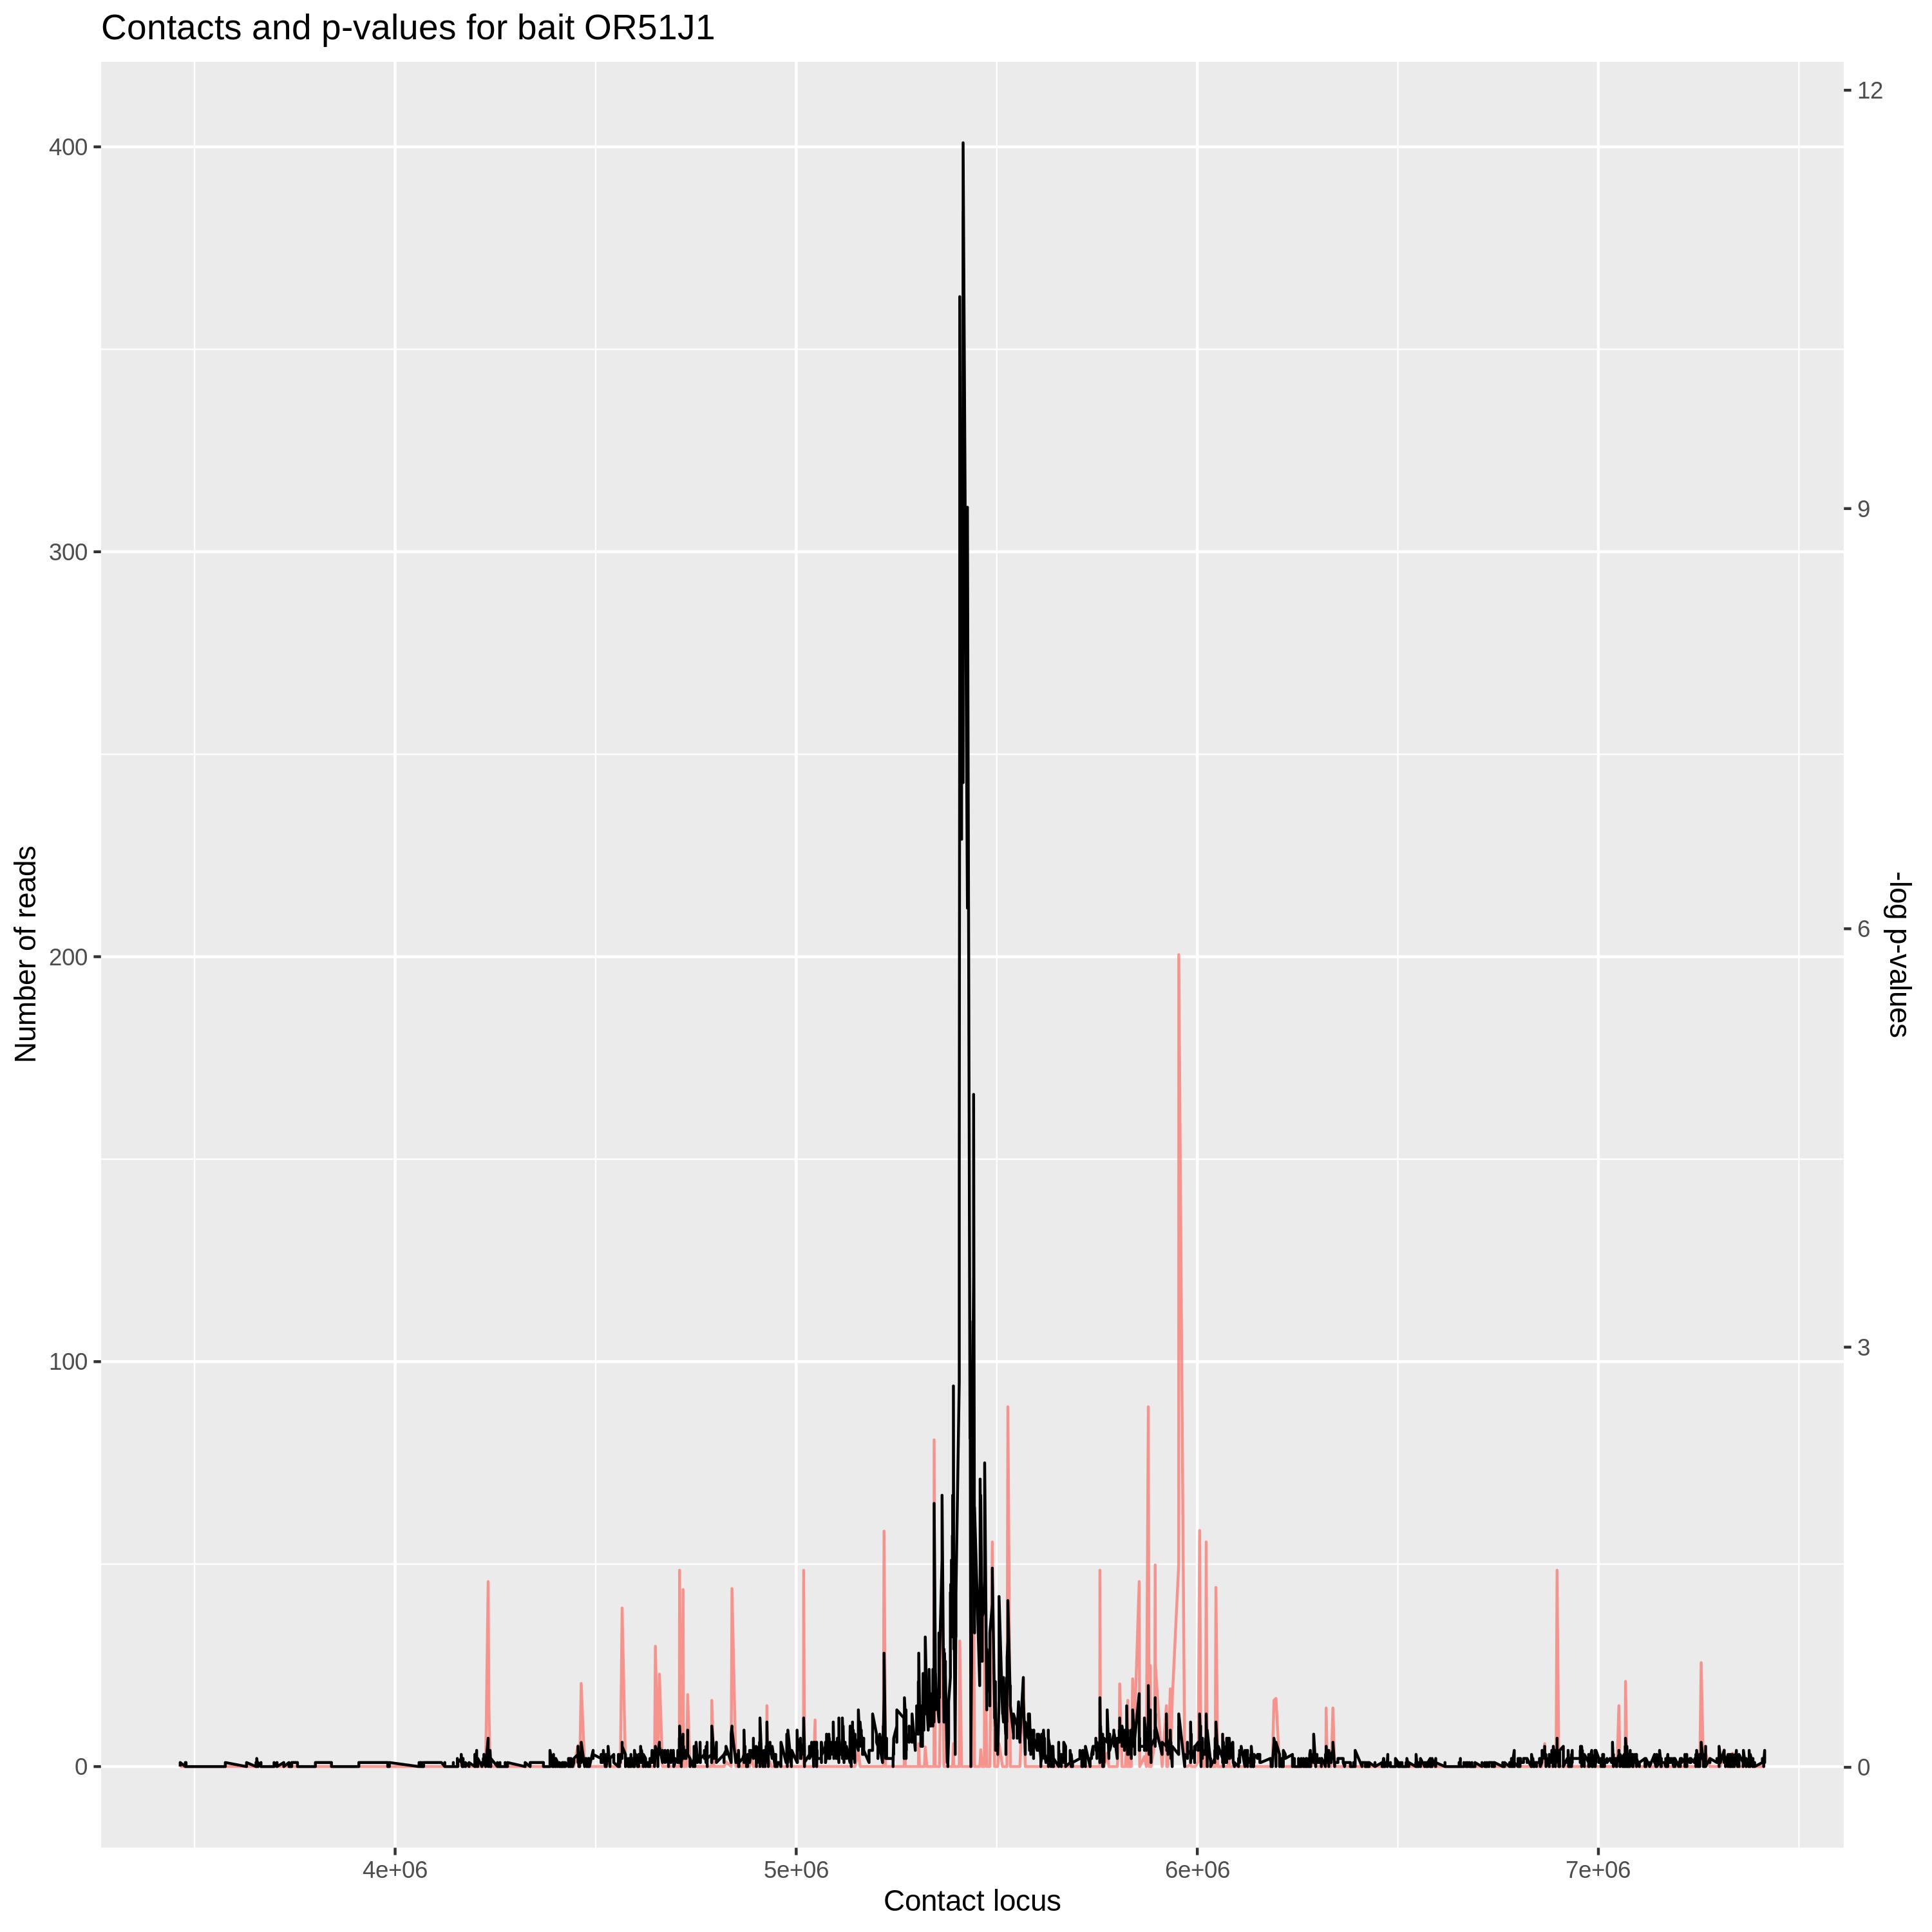 Contacts and p-values for bait OR51J1
400
300
200
100
0
12
9
6
3
0
Number of reads
-log p-values
4e+06
5e+06
6e+06
7e+06
Contact locus